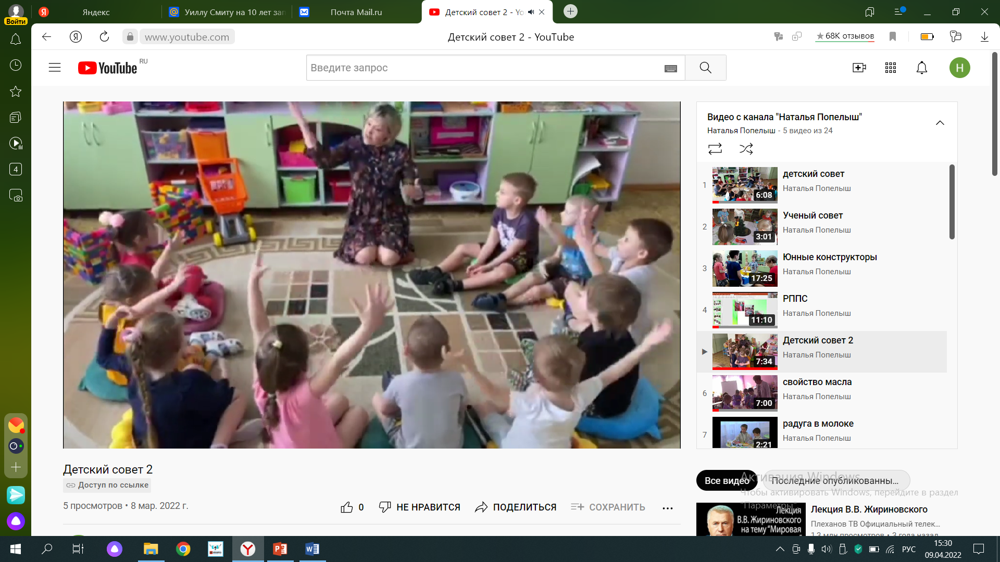 Войти
Яндекс
Уиллу Смиту на 10 лет зап
Почта Mail.ru
Детский совет 2 - Yo
www.youtube.com
Детский совет 2 - YouTube
★68K отзывов
4
YouTube RU
Введите запрос
H
Видео с канала "Наталья Попелыш"
Наталья Попелыш - 5 видео из 24
1
6:08
детский совет
Наталья Попелыш
2
3:01
Ученый совет
Наталья Попелыш
3
17:25
Юнные конструкторы
Наталья Попелыш
4
11:10
РППС
Наталья Попелыш
7:34
Детский совет 2
Наталья Попелыш
6
7:00
свойство масла
Наталья Попелыш
7
2:21
радуга в молоке
Наталья Попелыш
Детский совет 2
Доступ по ссылке
5 просмотров • 8 мар. 2022 г.
0
НЕ НРАВИТСЯ
ПОДЕЛИТЬСЯ
СОХРАНИТЬ
Все видео
Последние опубликованны...
Активация Windows
Чтобы активировать Windows, перейдите в раздел
"Параметры".
Лекция
В.В. Жириновского
на тему "Мировая
Лекция В.В. Жириновского
Плеханов ТВ Официальный телек...
1,3 млн просмотров • 3 года назад
РУС
15:30
09.04.2022